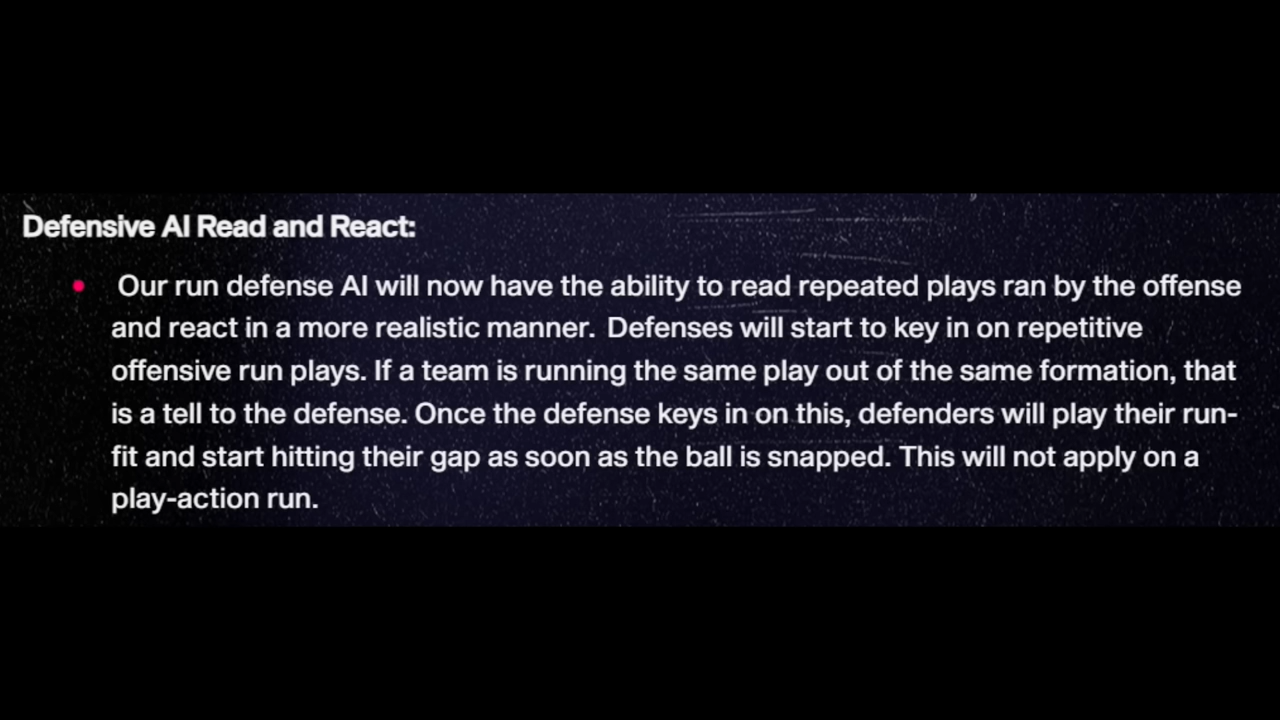 Defensive AI Read and React:
Our run defense AI will now have the ability to read repeated plays ran by the offense
and react in a more realistic manner. Defenses will start to key in on repetitive
offensive run plays. If a team is running the same play out of the same formation, that
is a tell to the defense. Once the defense keys in on this, defenders will play their run-
fit and start hitting their gap as soon as the ball is snapped. This will not apply on a
play-action run.